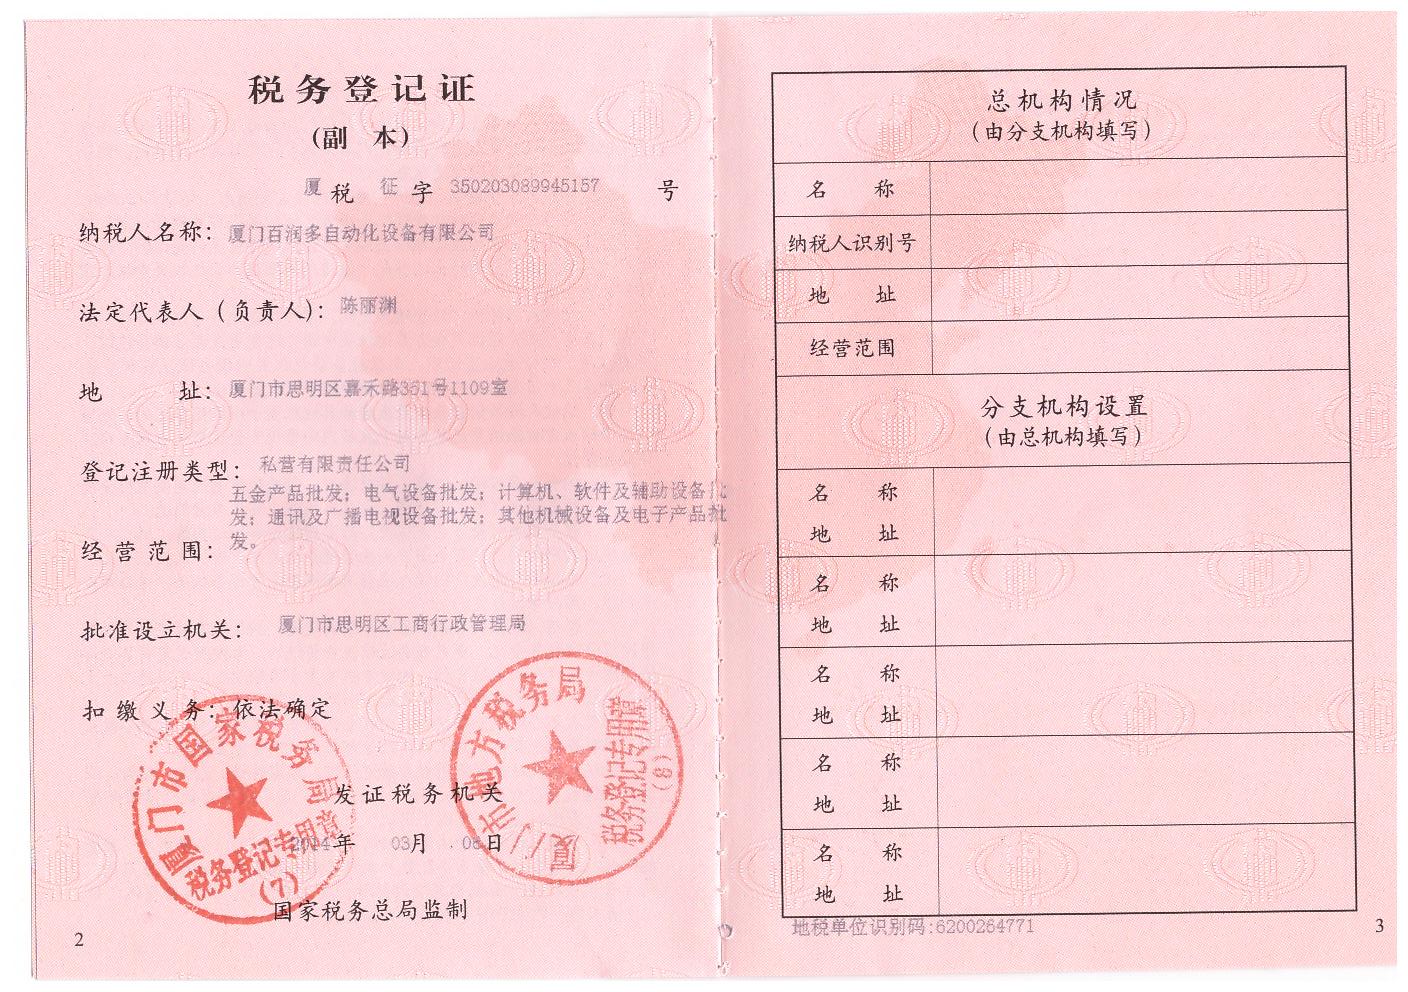 税务登记证
(副 本)
厦 税 征 字 350203089945157 号
纳税人名称：厦门百润多自动化设备有限公司
法定代表人（负责人）：陈丽渊
地 址：厦门市思明区嘉禾路351号1109室
登记注册类型：私营有限责任公司
五金产品批发；电气设备批发；计算机、软件及辅助设备批
发；通讯及广播电视设备批发；其他机械设备及电子产品批
经 营 范 围：发。
批准设立机关：厦门市思明区工商行政管理局
扣 缴 义 务：依法确定
厦门市国家税务局
税务登记专用章
(7)
厦门市地方税务局
税务登记专用章
(8)
发证税务机关
2014年 03月 06日
国家税务总局监制
2
总机构情况
（由分支机构填写）
名 称
纳税人识别号
地 址
经营范围
分支机构设置
（由总机构填写）
名 称
地 址
名 称
地 址
名 称
地 址
名 称
地 址
名 称
地 址
地税单位识别码:6200264771
3